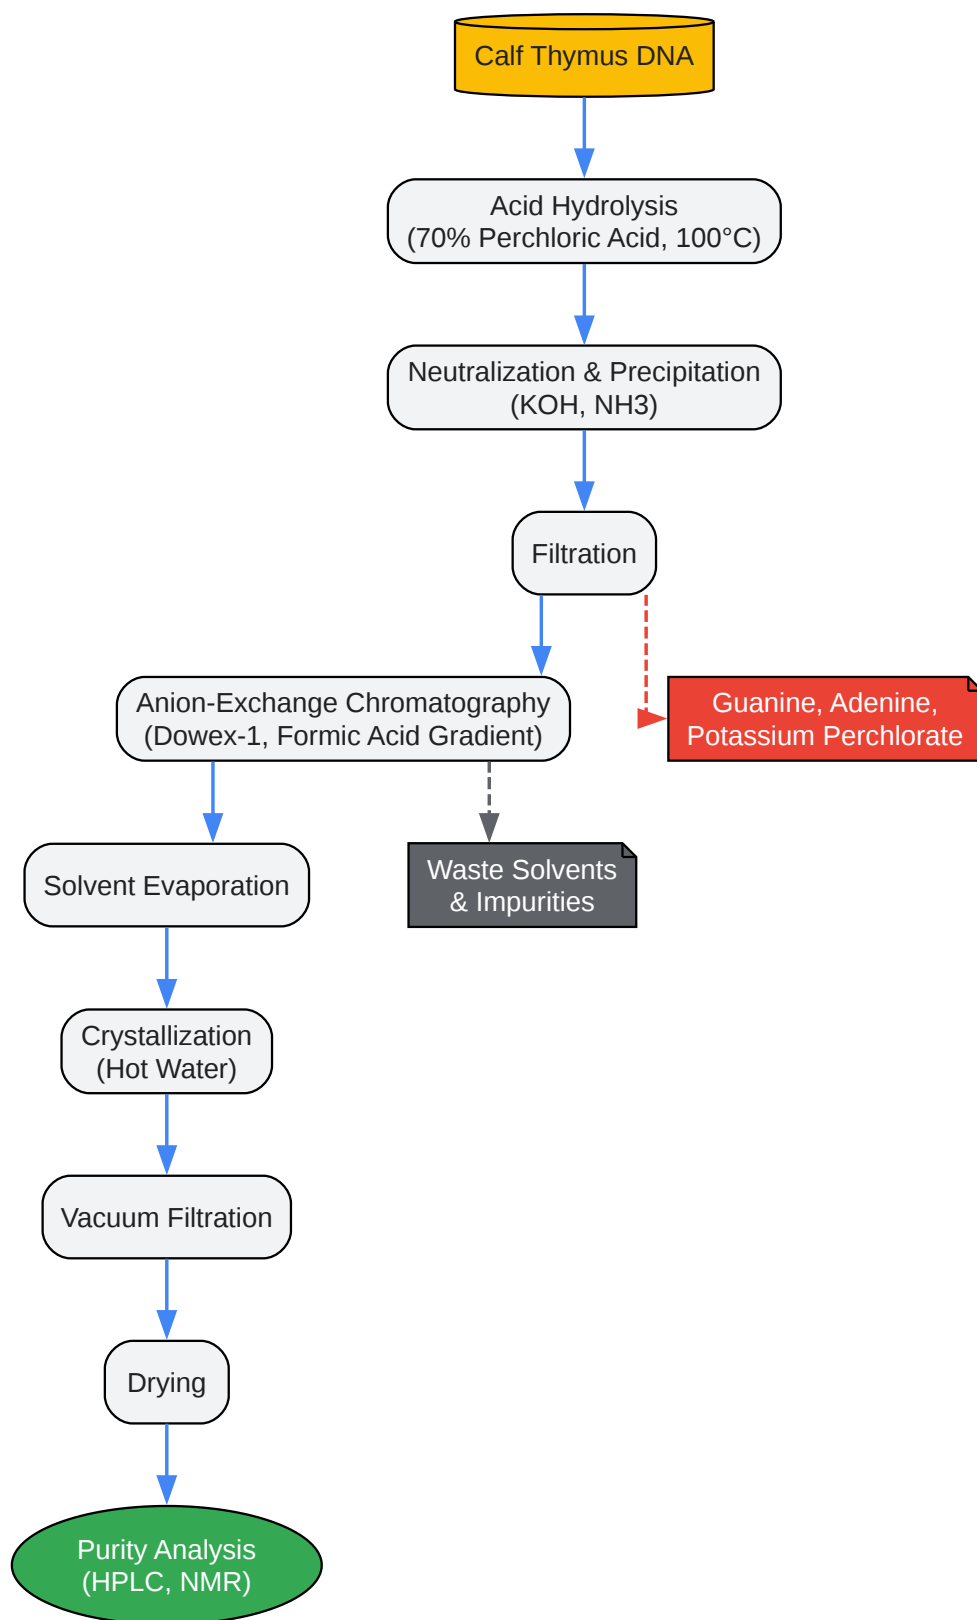 Calf Thymus DNA
Acid Hydrolysis
(70% Perchloric Acid, 100°C)
Neutralization & Precipitation
(KOH, NH3)
Filtration
Anion-Exchange Chromatography
(Dowex-1, Formic Acid Gradient)
Guanine, Adenine,
Potassium Perchlorate
Solvent Evaporation
Waste Solvents
& Impurities
Crystallization
(Hot Water)
Vacuum Filtration
Drying
Purity Analysis
(HPLC, NMR)